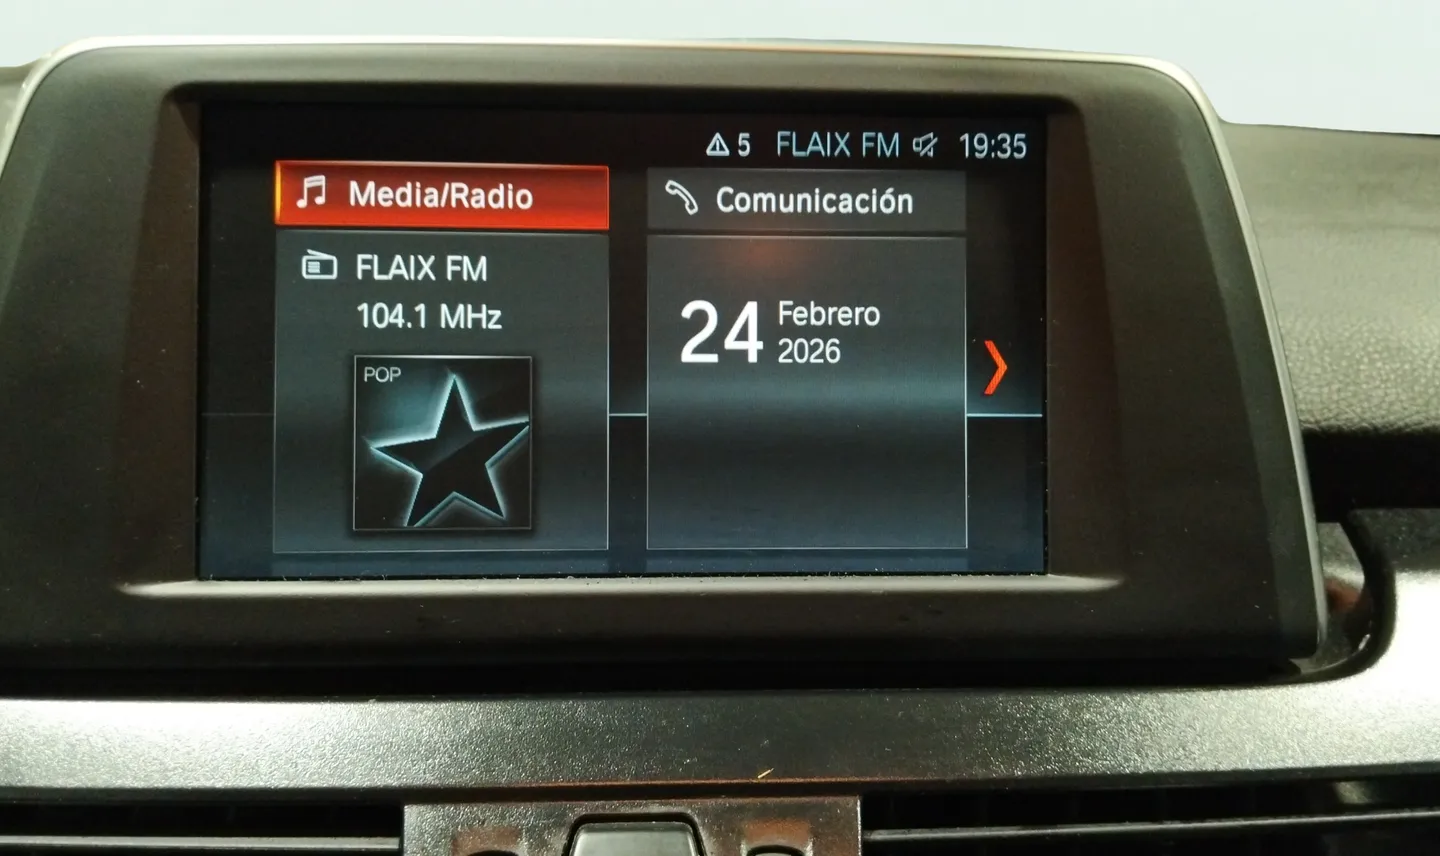 5 FLAIX FM 19:35
Media/Radio
FLAIX FM
104.1 MHz
POP
Comunicación
24 Febrero
2026